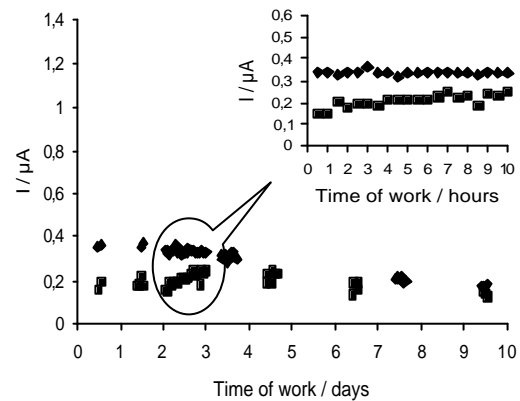 1,4
1,2
1
0,8
0,6
0,4
0,2
0
I / µA
0 1 2 3 4 5 6 7 8 9 10
Time of work / days
0,6
0,5
0,4
0,3
0,2
0,1
0
I / µA
0 1 2 3 4 5 6 7 8 9 10
Time of work / hours